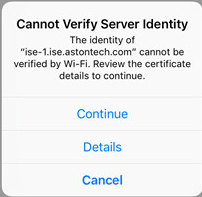 Cannot Verify Server Identity
The identity of
“ise-1.ise.astontech.com” cannot be
verified by Wi-Fi. Review the certificate
details to continue.
Continue
Details
Cancel